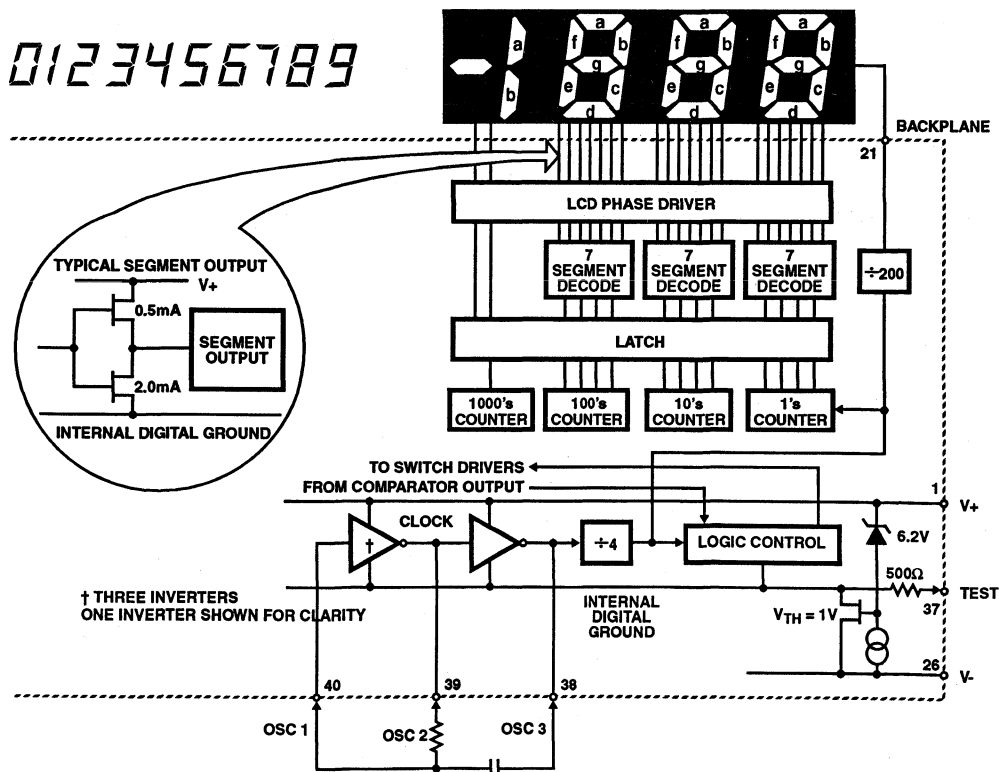 0123456789
a
b
a
f
b
g
e
c
d
a
f
b
g
e
c
d
a
f
b
g
e
c
d
BACKPLANE
21
LCD PHASE DRIVER
7
SEGMENT
DECODE
7
SEGMENT
DECODE
7
SEGMENT
DECODE
÷200
TYPICAL SEGMENT OUTPUT
V+
0.5mA
SEGMENT
OUTPUT
2.0mA
INTERNAL DIGITAL GROUND
LATCH
1000's
COUNTER
100's
COUNTER
10's
COUNTER
1's
COUNTER
TO SWITCH DRIVERS
FROM COMPARATOR OUTPUT
1
V+
CLOCK
†
÷4
LOGIC CONTROL
6.2V
500Ω
TEST
37
† THREE INVERTERS
ONE INVERTER SHOWN FOR CLARITY
INTERNAL
DIGITAL
GROUND
VTH = 1V
26
V-
40
39
38
OSC 1
OSC 2
OSC 3